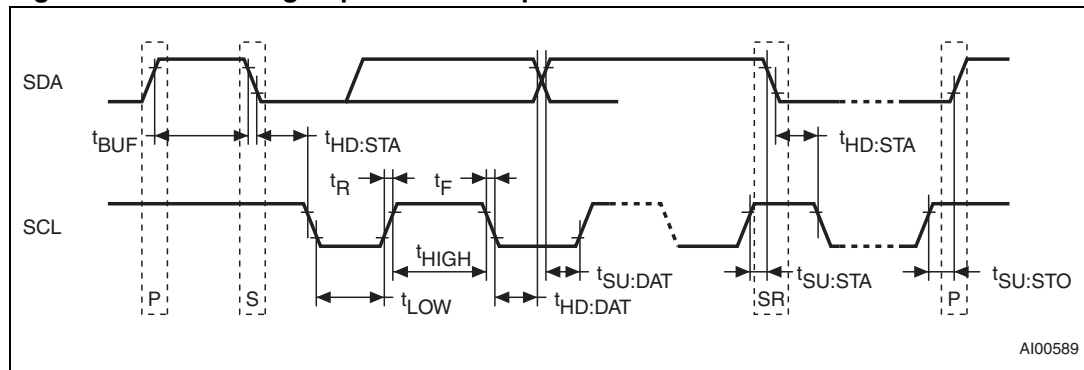 SDA
tBUF
tHD:STA
tHD:STA
tR
tF
SCL
tHIGH
tSU:DAT
tSU:STA
tSU:STO
P
S
tLOW
tHD:DAT
SR
P
AI00589